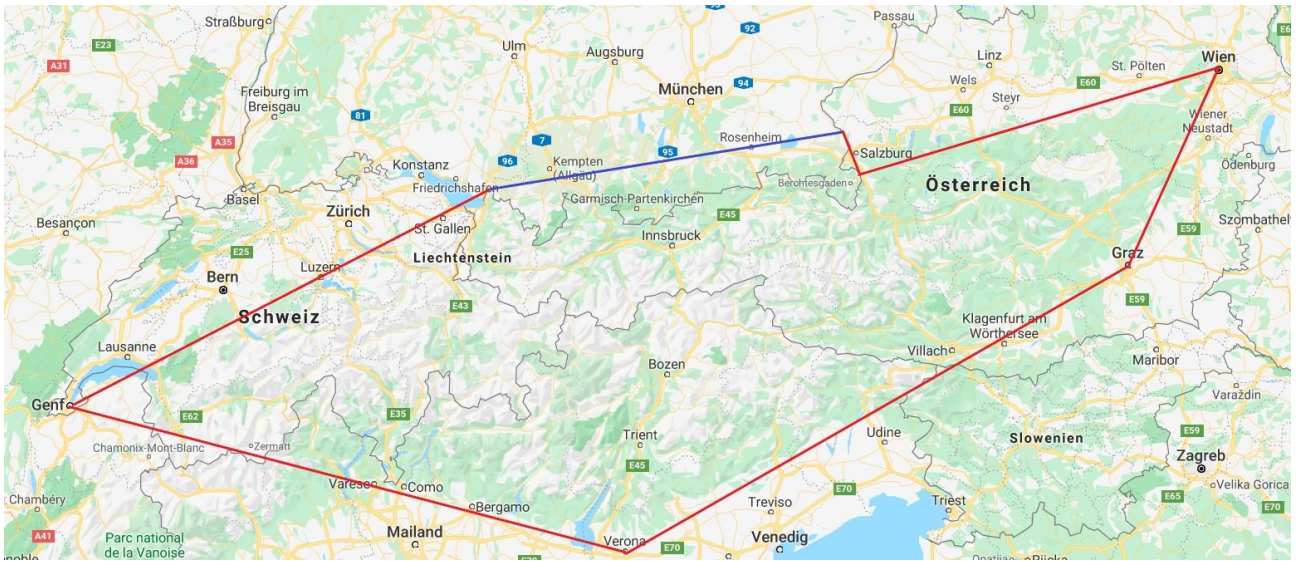 Straßburg
E23
A31
Freiburg im
Breisgau
A35
A36
Basel
Besançon
Ulm
Augsburg
81
7
96
95
92
94
München
Passau
Linz
Wels
Steyr
St. Pölten
E60
E60
Wien
Wiener
Neustadt
Ödenburg
Konstanz
Friedrichshafen
Kempten
(Allgäu)
Rosenheim
Salzburg
Berchtesgaden
Garmisch-Partenkirchen
Österreich
Zürich
St. Gallen
E45
Innsbruck
E59
Szombathely
E25
Liechtenstein
Graz
Bern
Luzern
E43
E59
Schweiz
Klagenfurt am
Wörthersee
Lausanne
Villach
Maribor
Bozen
Varaždin
Genf
E62
E35
Chamonix-Mont-Blanc
Zermatt
Trient
Udine
Slowenien
E59
Zagreb
E45
Varese
Como
E70
Velika Gorica
Chambéry
Bergamo
Treviso
Triest
E65
E70
A41
Parc national
de la Vanoise
Mailand
Verona
E70
Venedig